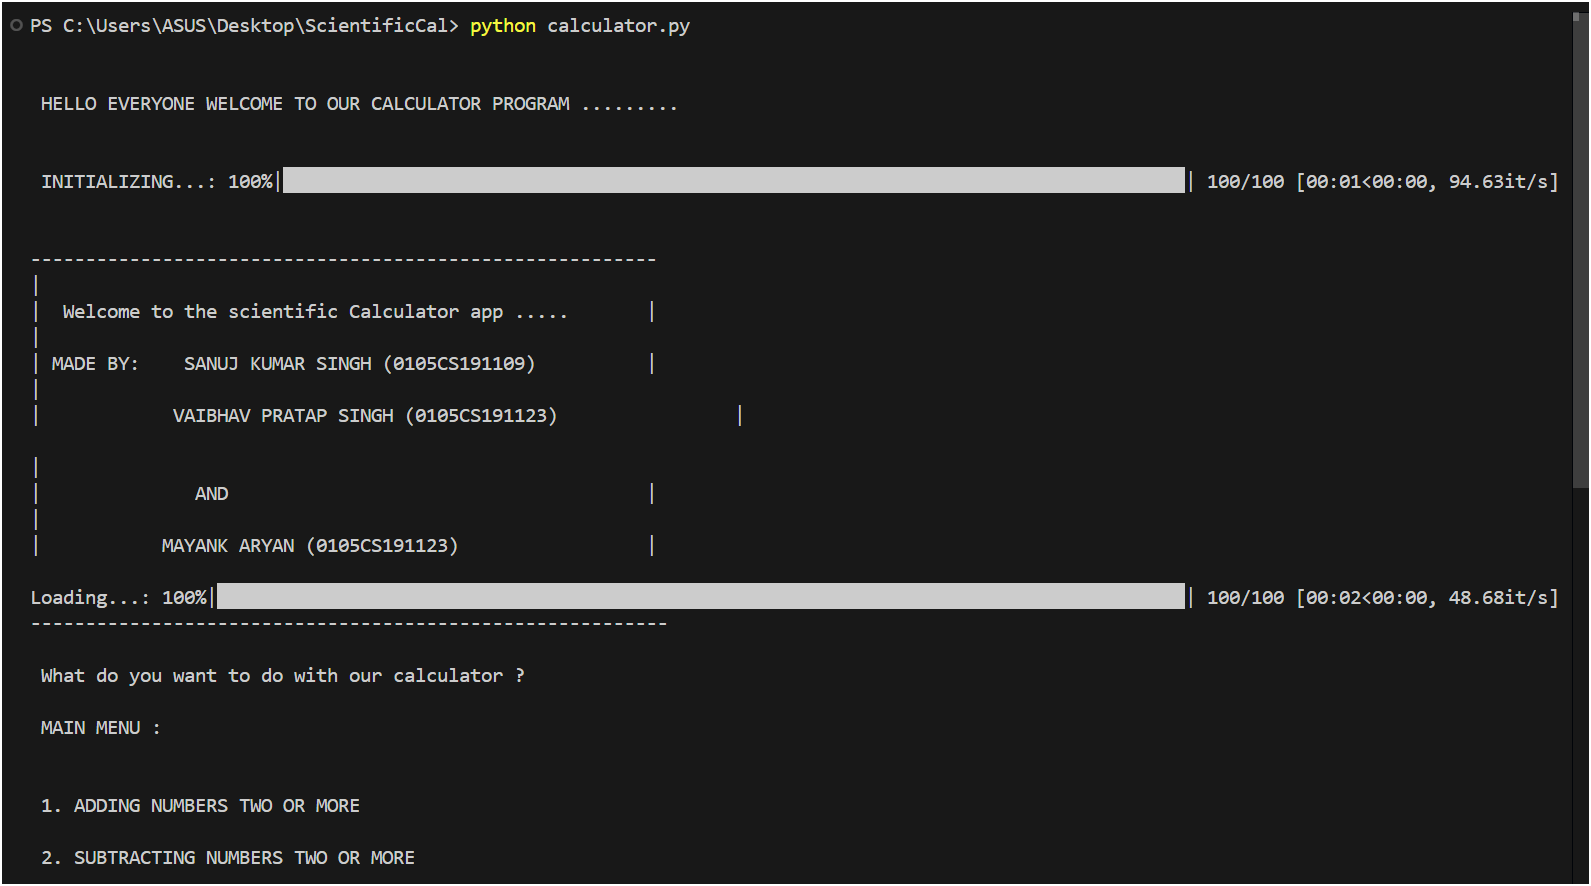 PS C:\Users\ASUS\Desktop\ScientificCal> python calculator.py
HELLO EVERYONE WELCOME TO OUR CALCULATOR PROGRAM .........
INITIALIZING...: 100%| | 100/100 [00:01<00:00, 94.63it/s]
---------------------------------------------------------
|
| Welcome to the scientific Calculator app ..... |
|
| MADE BY: SANUJ KUMAR SINGH (0105CS191109) |
|
| VAIBHAV PRATAP SINGH (0105CS191123) |
|
| AND |
|
| MAYANK ARYAN (0105CS191123) |
Loading...: 100%| | 100/100 [00:02<00:00, 48.68it/s]
----------------------------------------------------------
What do you want to do with our calculator ?
MAIN MENU :
1. ADDING NUMBERS TWO OR MORE
2. SUBTRACTING NUMBERS TWO OR MORE